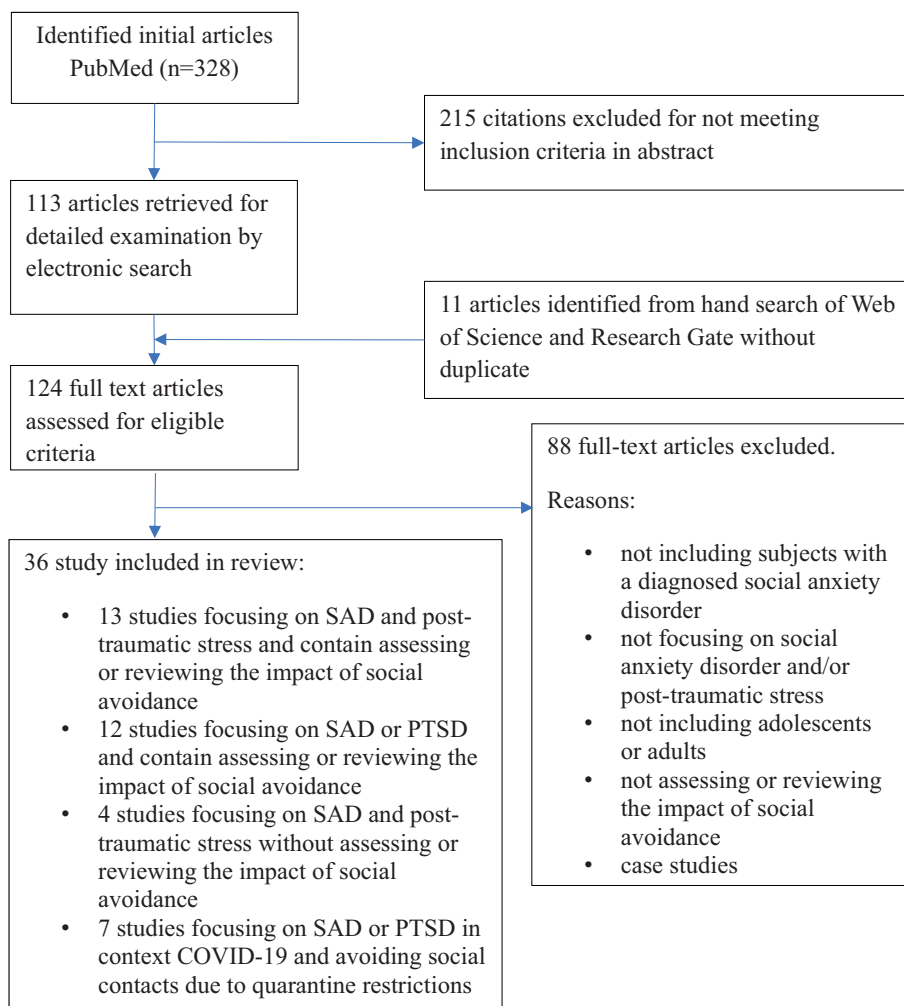 Identified initial articles
PubMed (n=328)
215 citations excluded for not meeting
inclusion criteria in abstract
113 articles retrieved for
detailed examination by
electronic search
11 articles identified from hand search of Web
of Science and Research Gate without
duplicate
124 full text articles
assessed for eligible
criteria
88 full-text articles excluded.
Reasons:
• not including subjects with
a diagnosed social anxiety
disorder
• not focusing on social
anxiety disorder and/or
post-traumatic stress
• not including adolescents
or adults
• not assessing or reviewing
the impact of social
avoidance
• case studies
36 study included in review:
• 13 studies focusing on SAD and post-
traumatic stress and contain assessing
or reviewing the impact of social
avoidance
• 12 studies focusing on SAD or PTSD
and contain assessing or reviewing the
impact of social avoidance
• 4 studies focusing on SAD and post-
traumatic stress without assessing or
reviewing the impact of social
avoidance
• 7 studies focusing on SAD or PTSD in
context COVID-19 and avoiding social
contacts due to quarantine restrictions